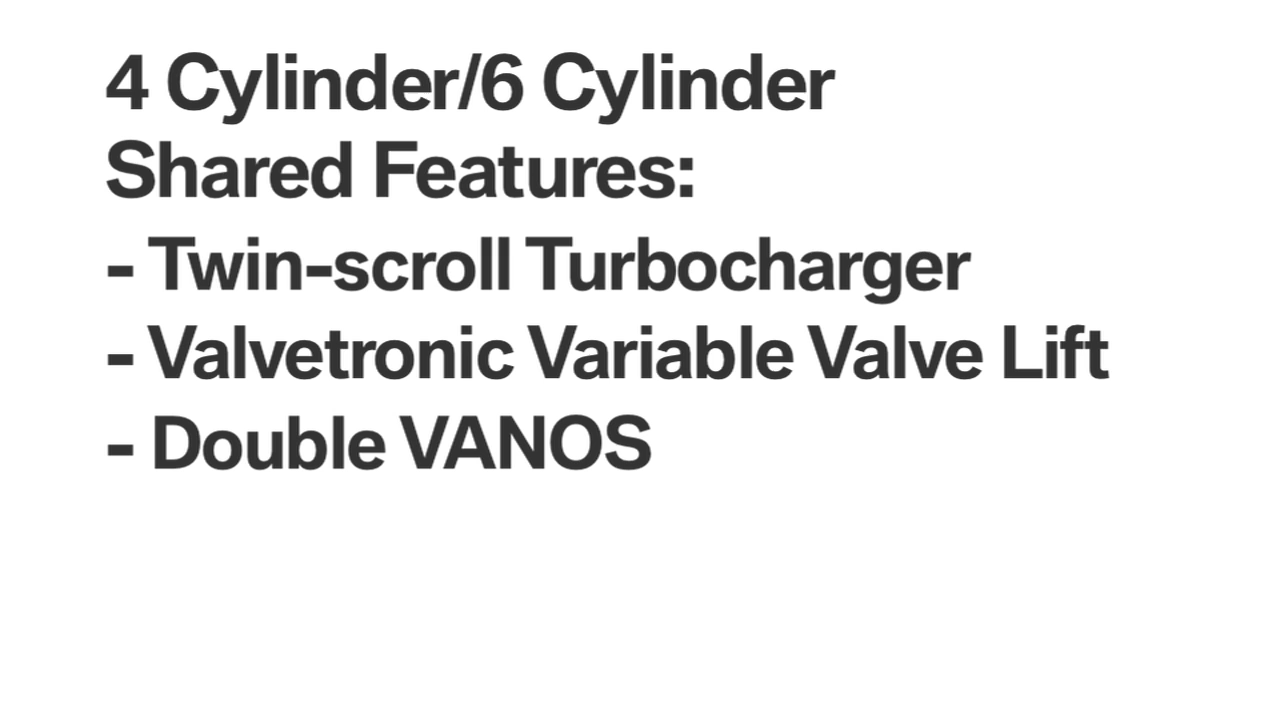 4 Cylinder/6 Cylinder
Shared Features:
- Twin-scroll Turbocharger
- Valvetronic Variable Valve Lift
- Double VANOS